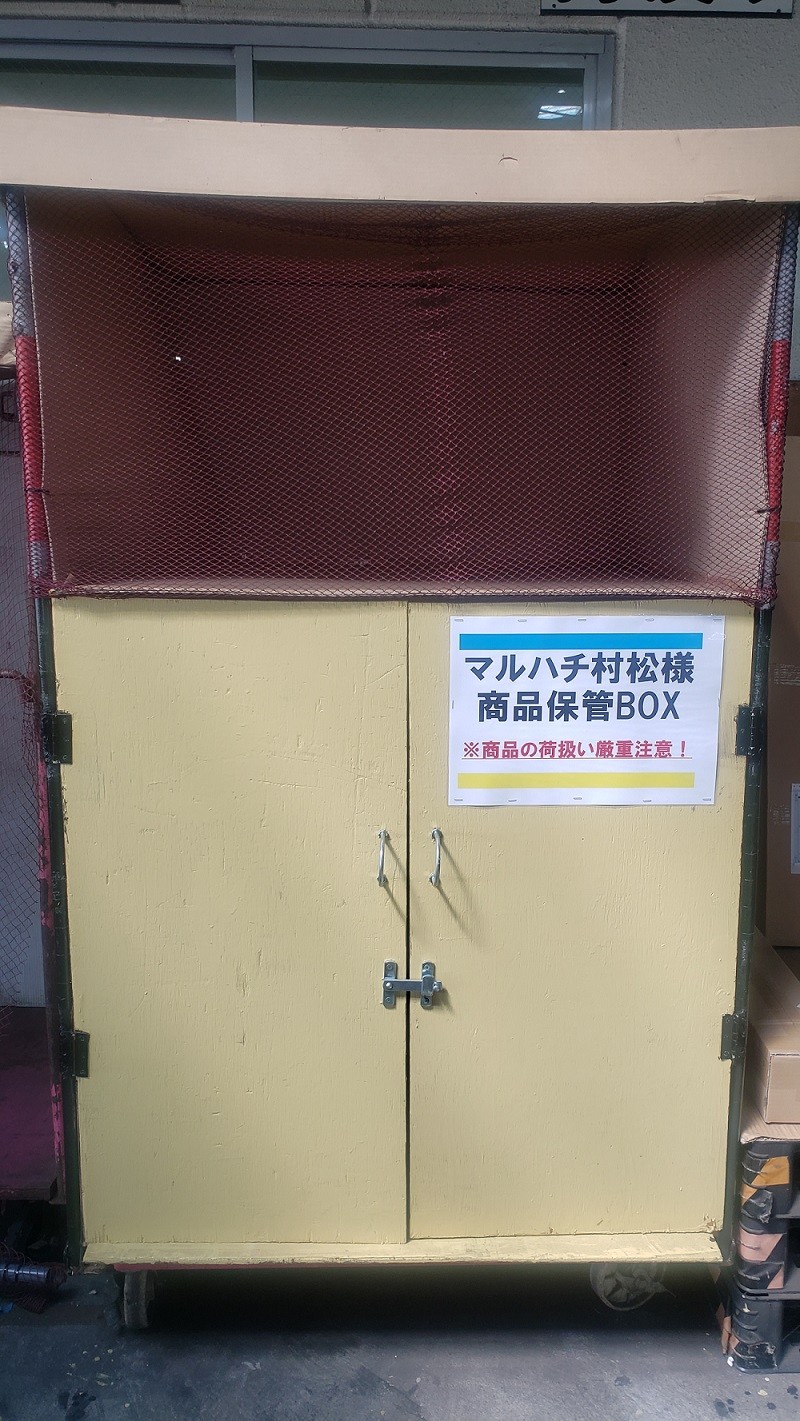 マルハチ村松様
商品保管BOX
※商品の荷扱い厳重注意！